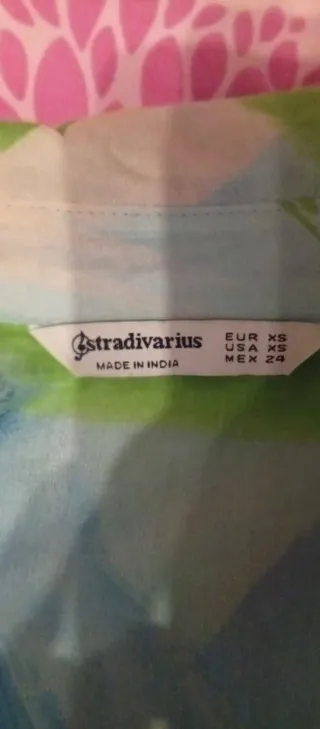 stradivarius
MADE IN INDIA
EUR XS
USA XS
MEX 24